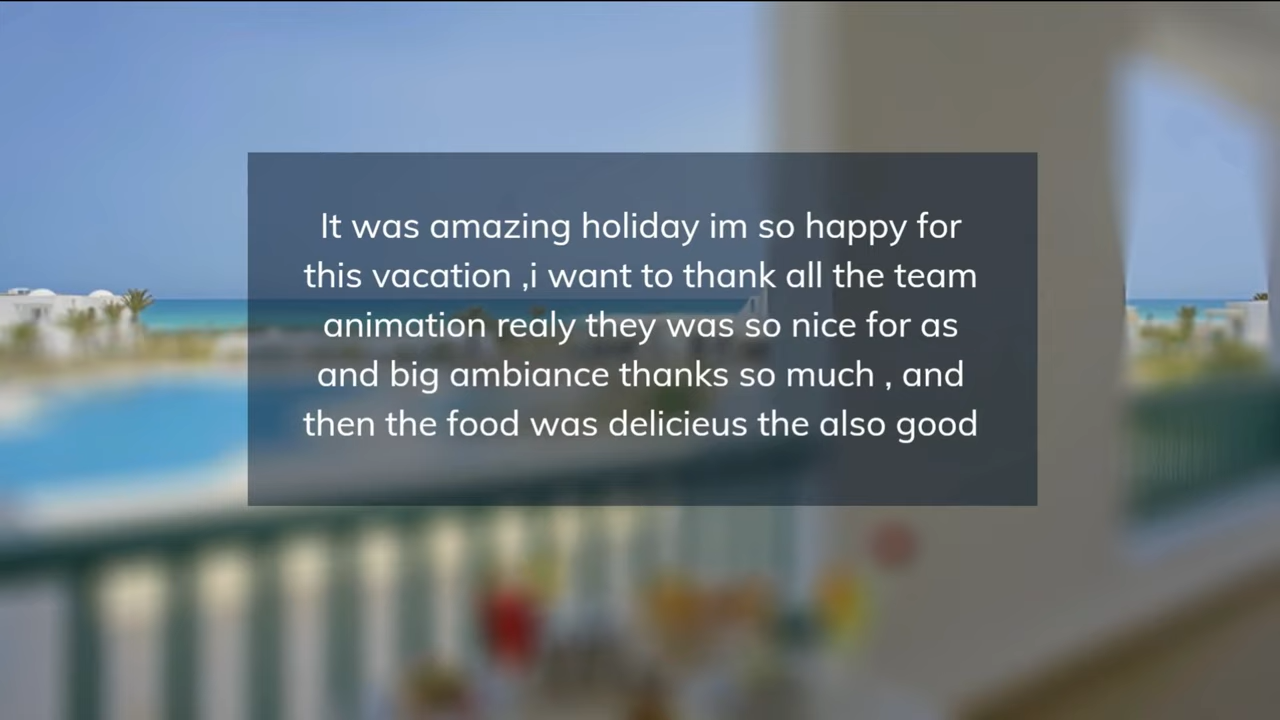 It was amazing holiday im so happy for
this vacation ,i want to thank all the team
animation realy they was so nice for as
and big ambiance thanks so much , and
then the food was delicieus the also good